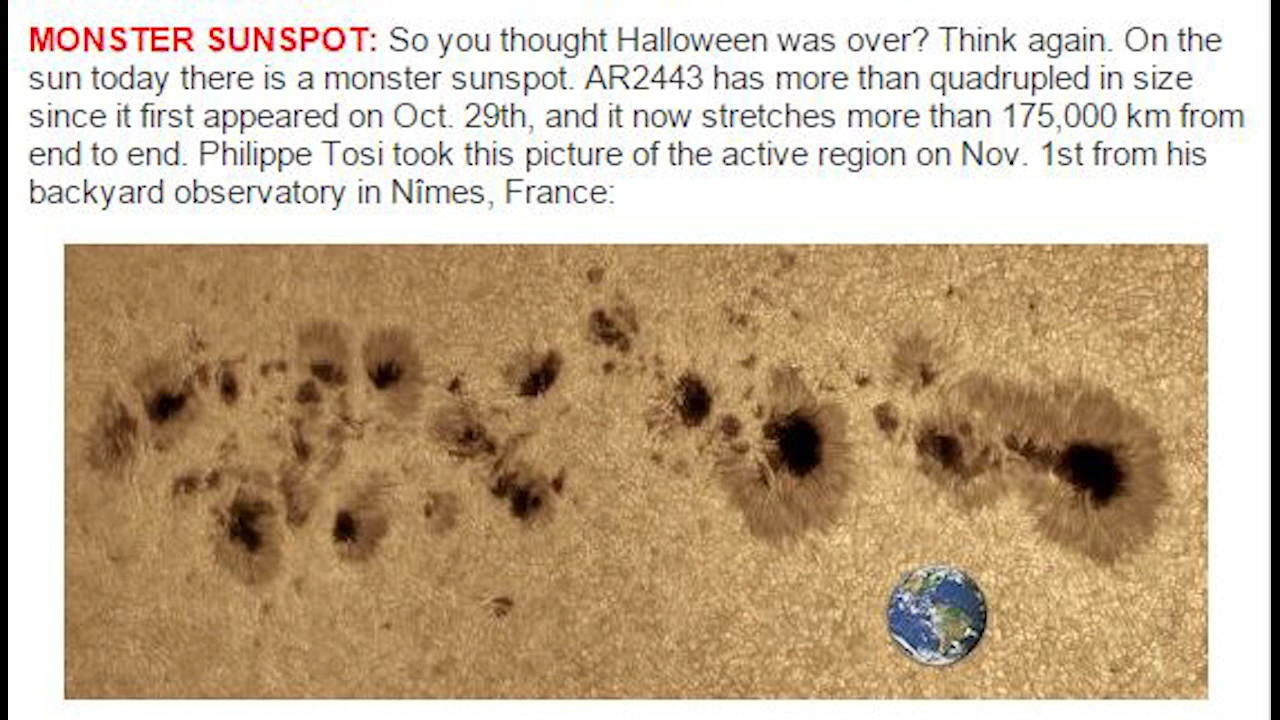 MONSTER SUNSPOT: So you thought Halloween was over? Think again. On the
sun today there is a monster sunspot. AR2443 has more than quadrupled in size
since it first appeared on Oct. 29th, and it now stretches more than 175,000 km from
end to end. Philippe Tosi took this picture of the active region on Nov. 1st from his
backyard observatory in Nîmes, France: